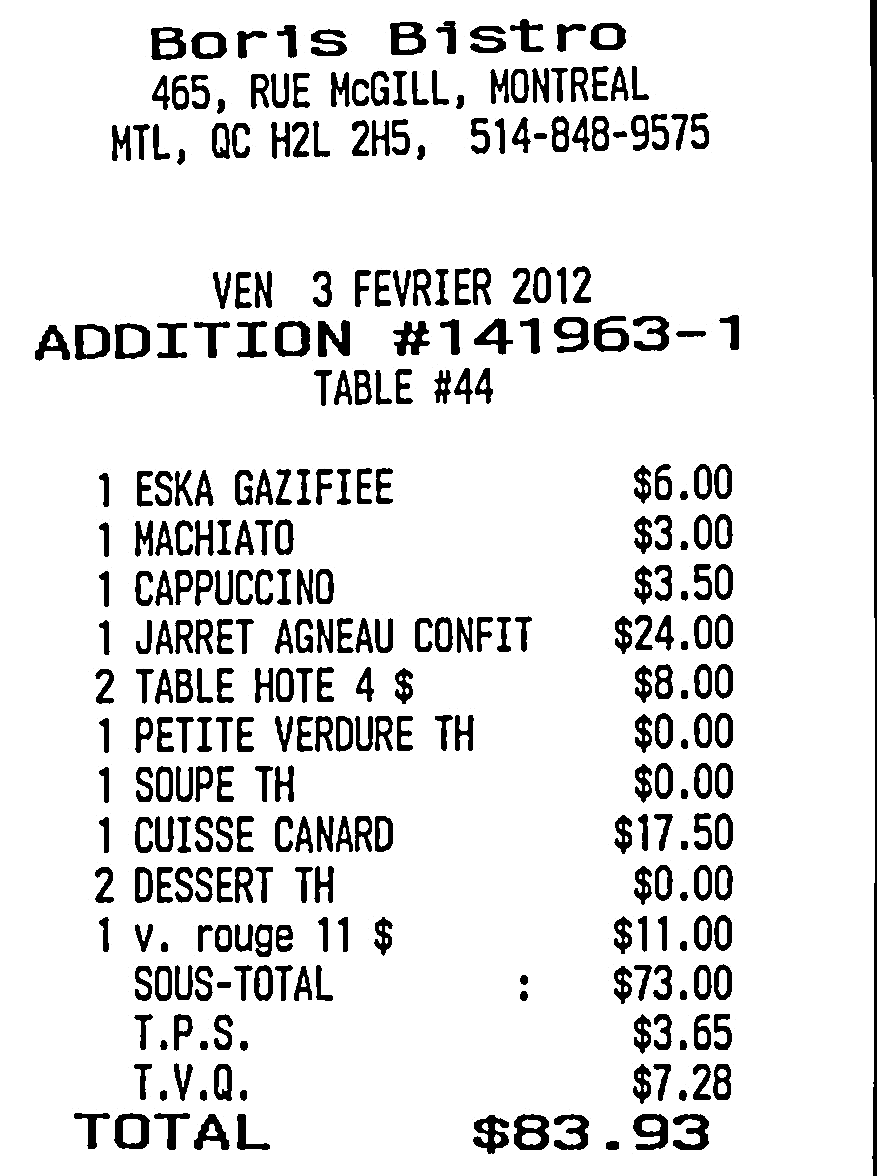 Boris Bistro
465, RUE McGILL, MONTREAL
MTL, QC H2L 2H5, 514-848-9575
VEN 3 FEVRIER 2012
ADDITION #141963-1
TABLE #44
1 ESKA GAZIFIEE $6.00
1 MACHIATO $3.00
1 CAPPUCCINO $3.50
1 JARRET AGNEAU CONFIT $24.00
2 TABLE HOTE 4 $ $8.00
1 PETITE VERDURE TH $0.00
1 SOUPE TH $0.00
1 CUISSE CANARD $17.50
2 DESSERT TH $0.00
1 v. rouge 11 $ $11.00
SOUS-TOTAL : $73.00
T.P.S. $3.65
T.V.Q. $7.28
TOTAL $83.93